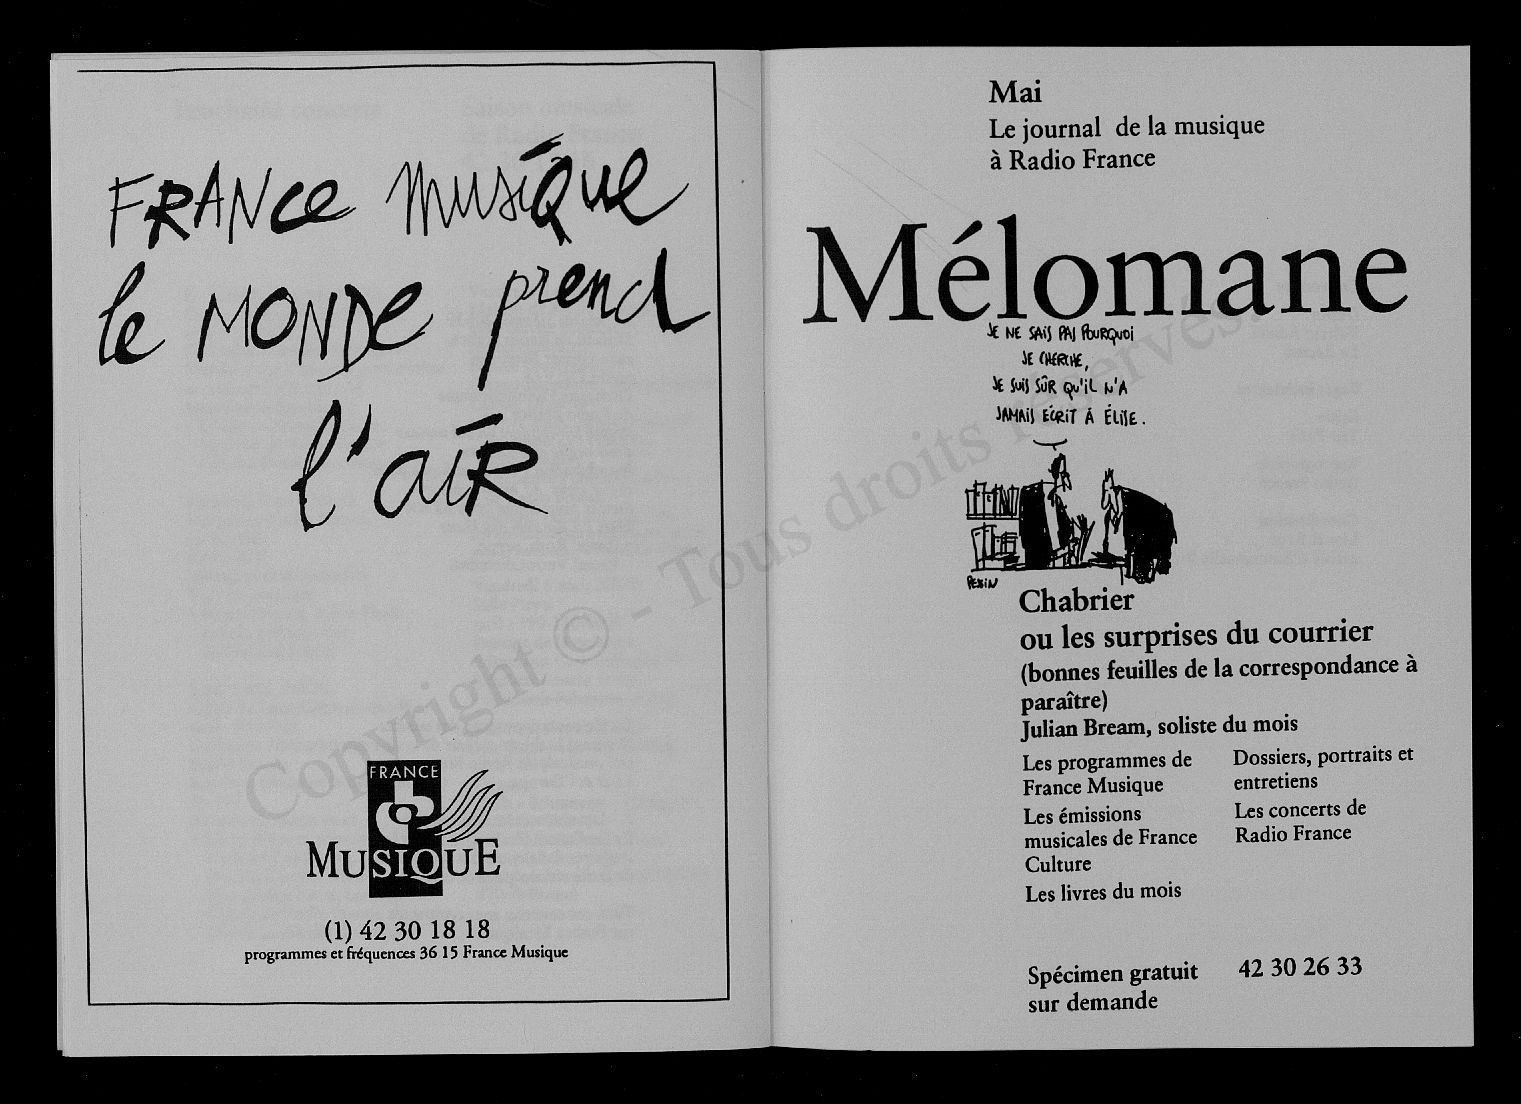 FRANCE musique
le MONDE prend
l'aiR
FRANCE
MUSIQUE
(1) 42 30 18 18
programmes et fréquences 36 15 France Musique
Mai
Le journal de la musique
à Radio France
Mélomane
JE NE SAIS PAS POURQUOI
JE CHERCHE,
JE SUIS SÛR QU'IL N'A
JAMAIS ECRIT À ÉLISE.
PESSIN
Chabrier
ou les surprises du courrier
(bonnes feuilles de la correspondance à
paraître)
Julian Bream, soliste du mois
Les programmes de
France Musique
Les émissions
musicales de France
Culture
Les livres du mois
Dossiers, portraits et
entretiens
Les concerts de
Radio France
Spécimen gratuit
sur demande
42 30 26 33
Copyright © - Tous droits réservés